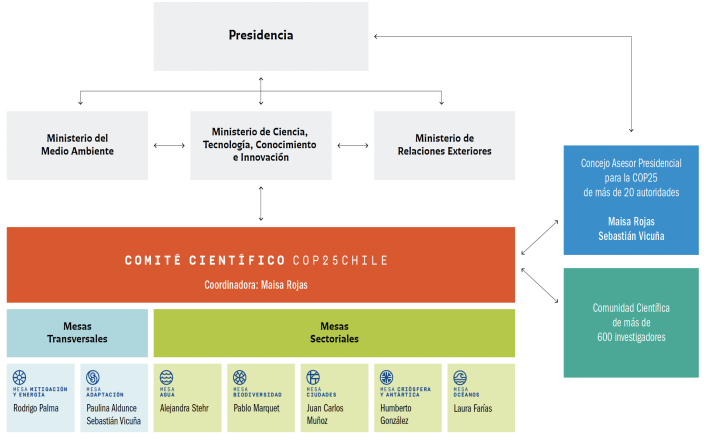 Presidencia
Ministerio del
Medio Ambiente
Ministerio de Ciencia,
Tecnología, Conocimiento
e Innovación
Ministerio de
Relaciones Exteriores
Concejo Asesor Presidencial
para la COP25
de más de 20 autoridades
Maisa Rojas
Sebastián Vicuña
COMITÉ CIENTÍFICO COP25CHILE
Coordinadora: Maisa Rojas
Comunidad Científica
de más de
600 investigadores
Mesas
Transversales
Mesas
Sectoriales
MESA MITIGACIÓN
Y ENERGÍA
Rodrigo Palma
MESA
ADAPTACIÓN
Paulina Aldunce
Sebastián Vicuña
MESA
AGUA
Alejandra Stehr
MESA
BIODIVERSIDAD
Pablo Marquet
MESA
CIUDADES
Juan Carlos
Muñoz
MESA CRIÓSFERA
Y ANTÁRTICA
Humberto
González
MESA
OCÉANOS
Laura Farías